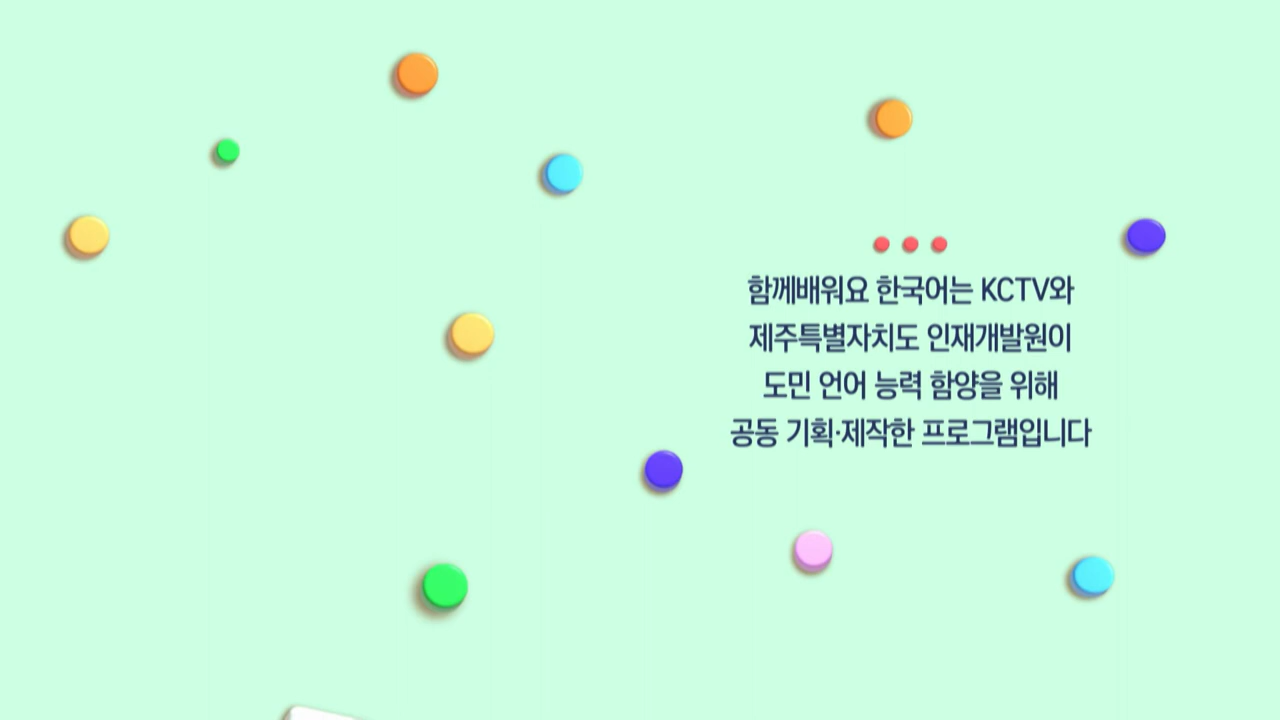 함께배워요 한국어는 KCTV와
제주특별자치도 인재개발원이
도민 언어 능력 함양을 위해
공동 기획·제작한 프로그램입니다